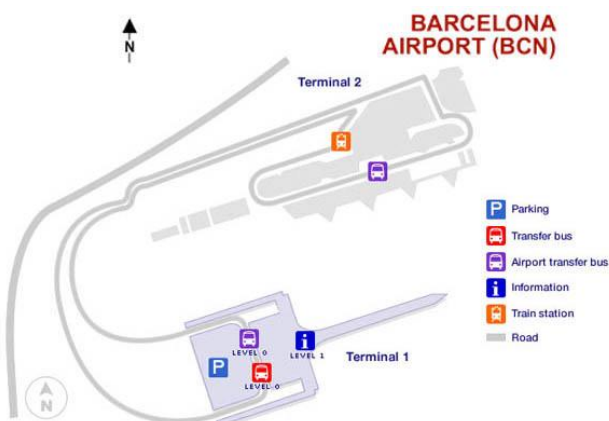 BARCELONA
AIRPORT (BCN)
N
Terminal 2
P Parking
Transfer bus
Airport transfer bus
i Information
Train station
Road
LEVEL 0
i
LEVEL 1
Terminal 1
P
LEVEL 0
N